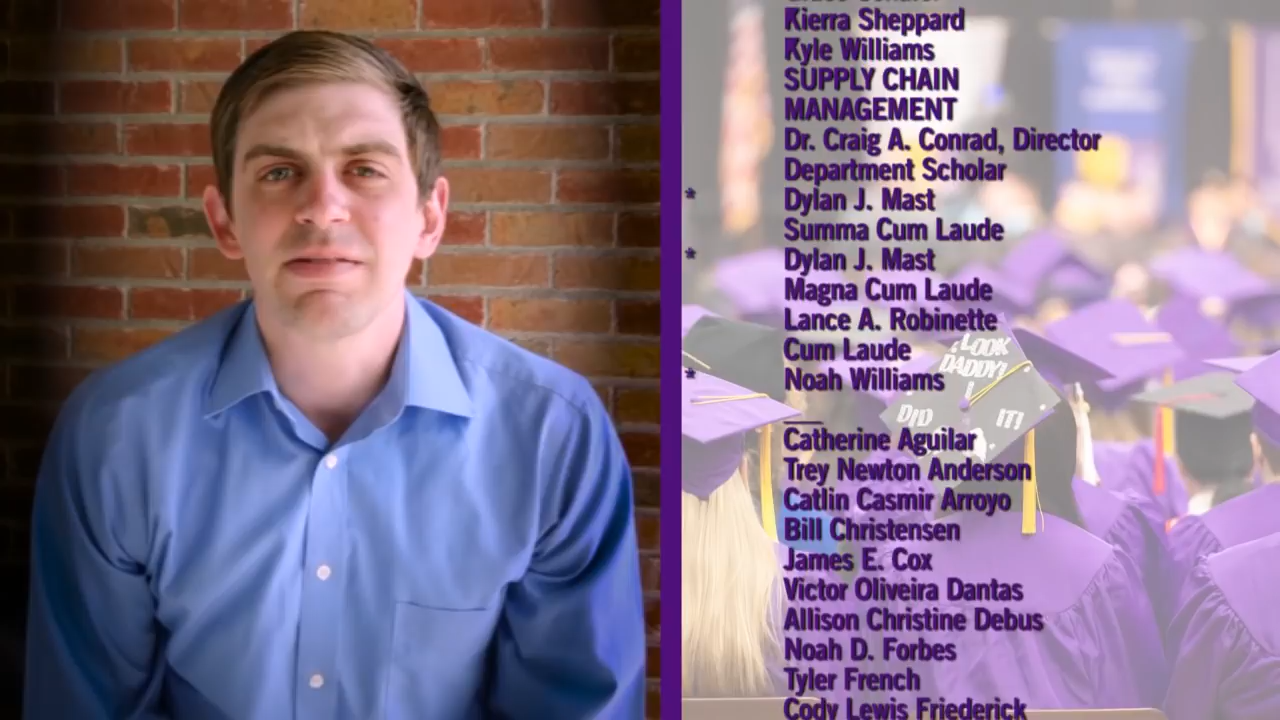 Kierra Sheppard
Kyle Williams
SUPPLY CHAIN
MANAGEMENT
Dr. Craig A. Conrad, Director
Department Scholar
* Dylan J. Mast
Summa Cum Laude
* Dylan J. Mast
Magna Cum Laude
Lance A. Robinette
Cum Laude
* Noah Williams
Catherine Aguilar
Trey Newton Anderson
Catlin Casmir Arroyo
Bill Christensen
James E. Cox
Victor Oliveira Dantas
Allison Christine Debus
Noah D. Forbes
Tyler French
Cody Lewis Friederick
LOOK
DADDY!
I
DID IT!